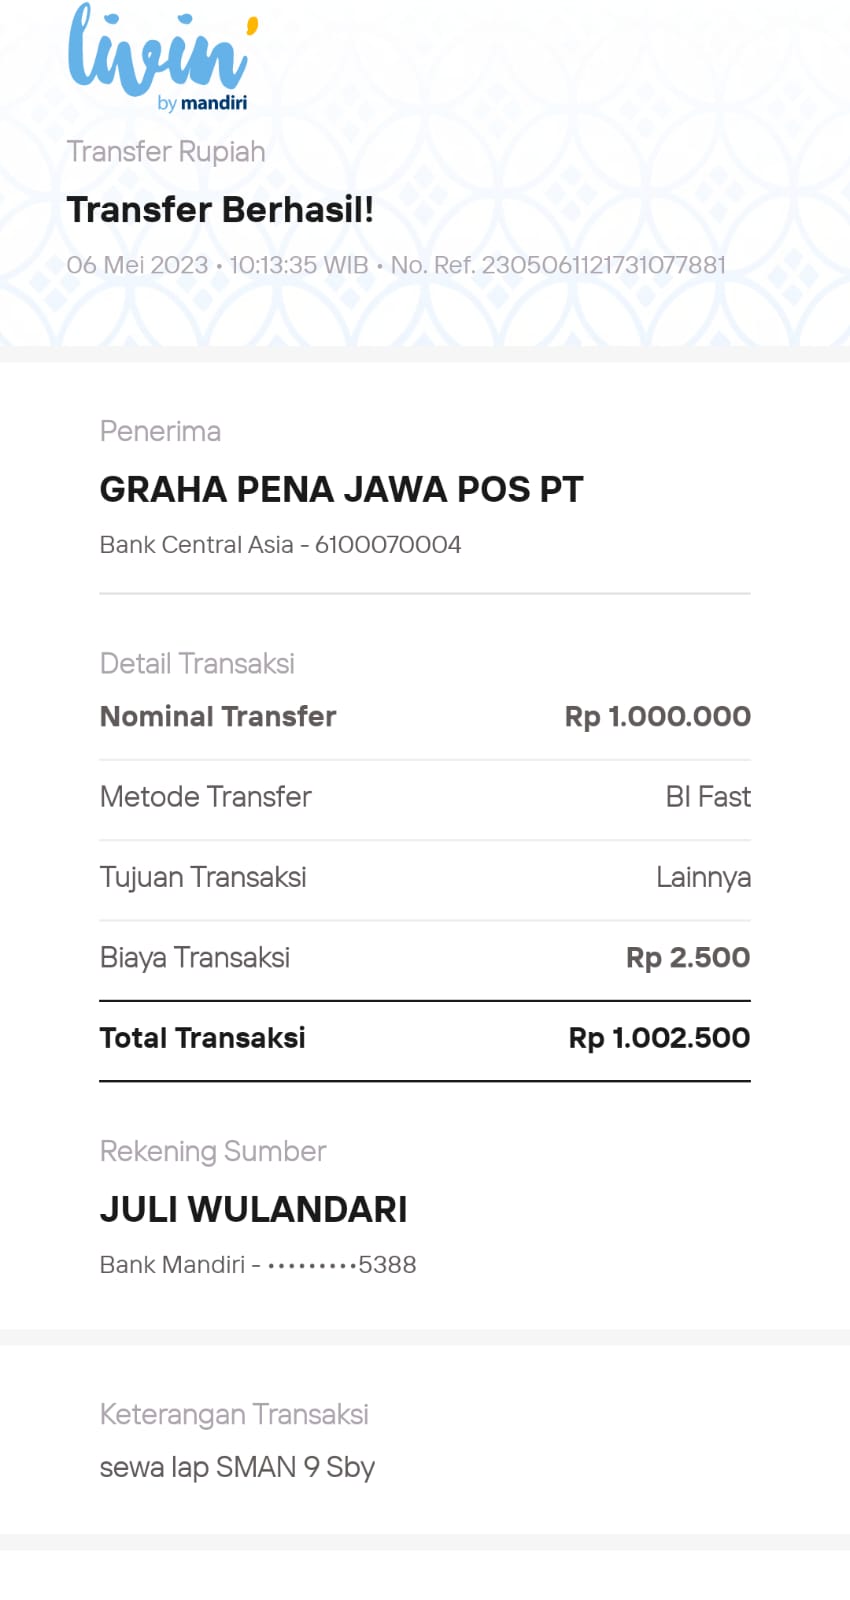 livin'
by mandiri
Transfer Rupiah
Transfer Berhasil!
06 Mei 2023 • 10:13:35 WIB • No. Ref. 2305061121731077881
Penerima
GRAHA PENA JAWA POS PT
Bank Central Asia - 6100070004
Detail Transaksi
Nominal Transfer Rp 1.000.000
Metode Transfer BI Fast
Tujuan Transaksi Lainnya
Biaya Transaksi Rp 2.500
Total Transaksi Rp 1.002.500
Rekening Sumber
JULI WULANDARI
Bank Mandiri - •••••••••5388
Keterangan Transaksi
sewa lap SMAN 9 Sby